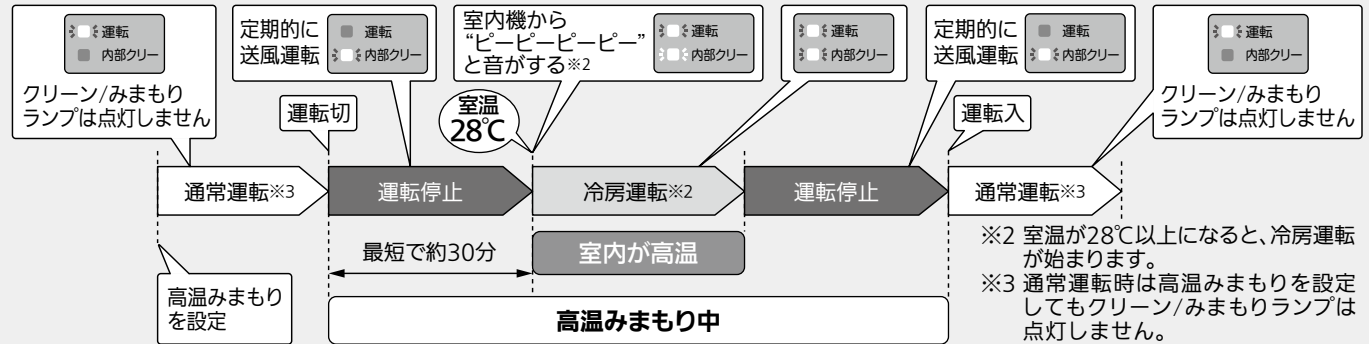 運転
内部クリー
クリーン/みまもり
ランプは点灯しません
定期的に
送風運転
運転
内部クリー
室内機から
“ピーピーピーピー”
と音がする※2
運転
内部クリー
運転
内部クリー
定期的に
送風運転
運転
内部クリー
運転
内部クリー
クリーン/みまもり
ランプは点灯しません
運転切
室温
28℃
運転入
通常運転※3
運転停止
冷房運転※2
運転停止
通常運転※3
最短で約30分
室内が高温
高温みまもり
を設定
高温みまもり中
※2 室温が28℃以上になると、冷房運転
が始まります。
※3 通常運転時は高温みまもりを設定
してもクリーン/みまもりランプは
点灯しません。